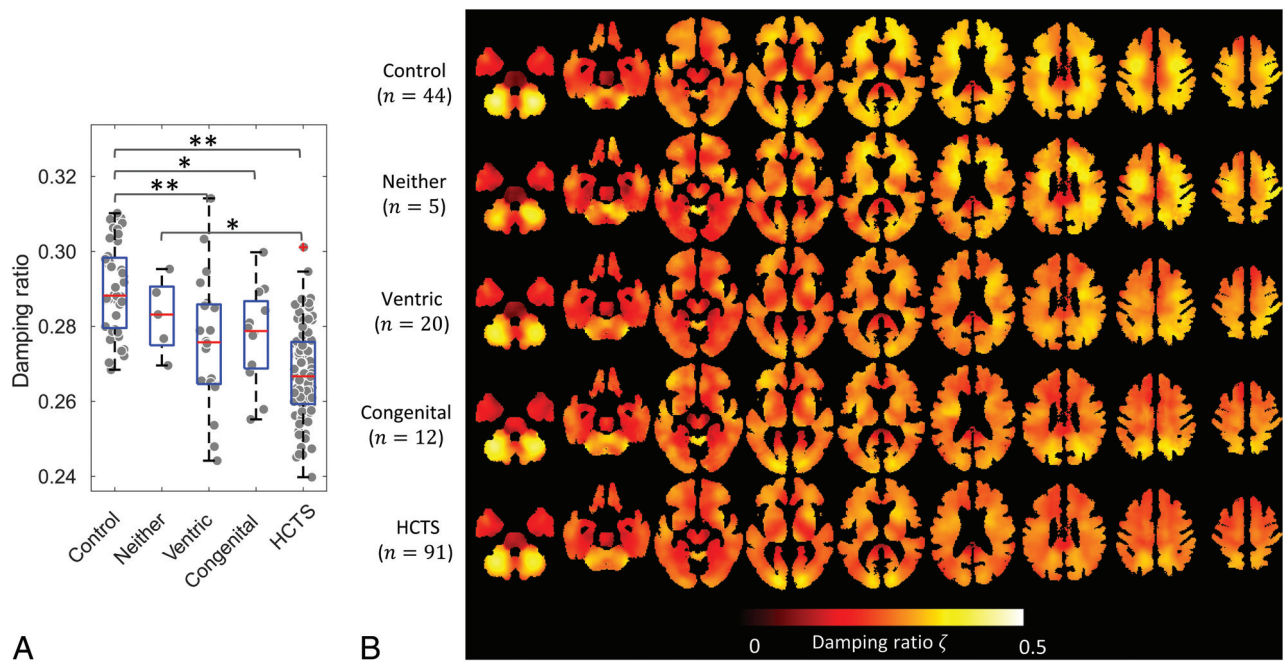 **
*
**
*
0.32
0.30
0.28
0.26
0.24
Damping ratio
Control
Neither
Ventric
Congenital
HCTS
A
Control
(n = 44)
Neither
(n = 5)
Ventric
(n = 20)
Congenital
(n = 12)
HCTS
(n = 91)
0
Damping ratio ζ
0.5
B